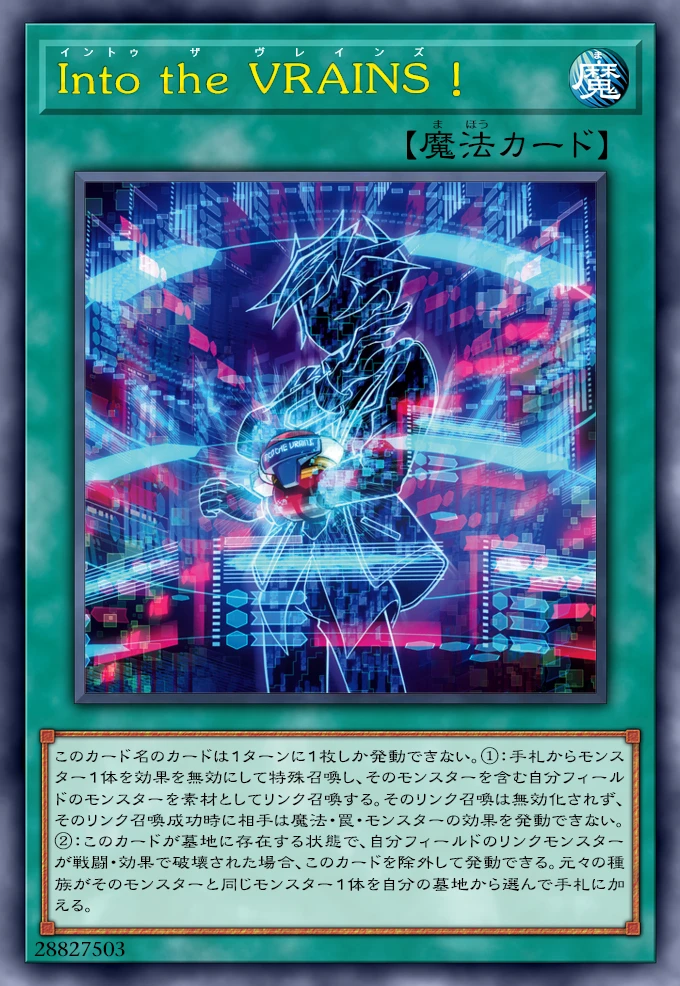 イントゥ ザ ヴレインズ
Into the VRAINS！
ま
魔
ま ほう
【魔法カード】
INTO THE VRAINS
このカード名のカードは１ターンに１枚しか発動できない。①：手札からモンス
ター１体を効果を無効にして特殊召喚し、そのモンスターを含む自分フィール
ドのモンスターを素材としてリンク召喚する。そのリンク召喚は無効化されず、
そのリンク召喚成功時に相手は魔法・罠・モンスターの効果を発動できない。
②：このカードが墓地に存在する状態で、自分フィールドのリンクモンスター
が戦闘・効果で破壊された場合、このカードを除外して発動できる。元々の種
族がそのモンスターと同じモンスター１体を自分の墓地から選んで手札に加
える。
28827503